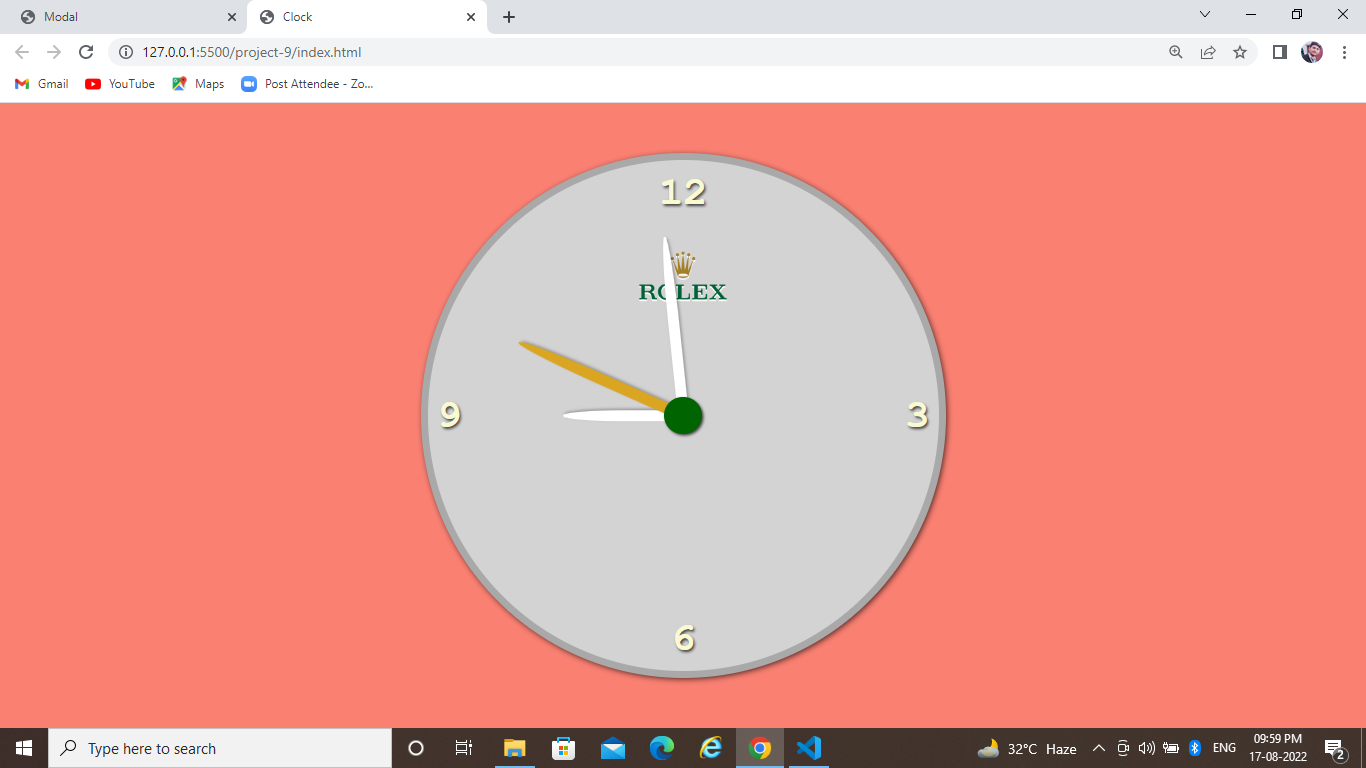 Modal
Clock
127.0.0.1:5500/project-9/index.html
Gmail
YouTube
Maps
Post Attendee - Zo...
12
ROLEX
9
3
6
Type here to search
32°C Haze
ENG
09:59 PM
17-08-2022
2